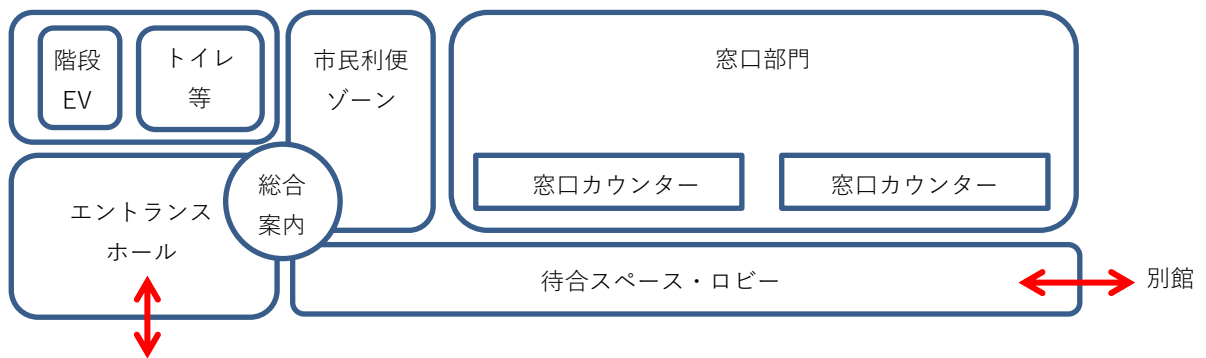 階段
EV
トイレ
等
市民利便
ゾーン
窓口部門
窓口カウンター
窓口カウンター
総合
案内
エントランス
ホール
待合スペース・ロビー
別館